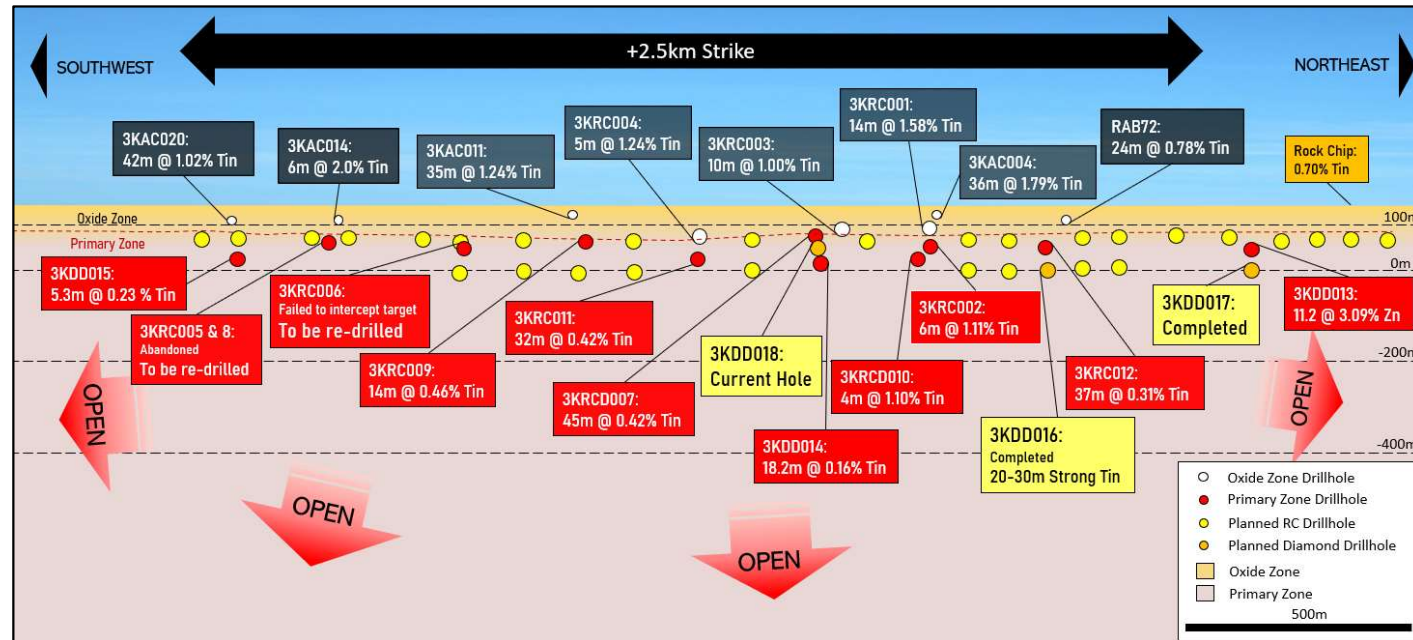 +2.5km Strike
SOUTHWEST
NORTHEAST
3KAC020:
42m @ 1.02% Tin
3KAC014:
6m @ 2.0% Tin
3KAC011:
35m @ 1.24% Tin
3KRC004:
5m @ 1.24% Tin
3KRC003:
10m @ 1.00% Tin
3KRC001:
14m @ 1.58% Tin
3KAC004:
36m @ 1.79% Tin
RAB72:
24m @ 0.78% Tin
Rock Chip:
0.70% Tin
Oxide Zone
100m
Primary Zone
0m
3KDD015:
5.3m @ 0.23 % Tin
3KRC005 & 8:
Abandoned
To be re-drilled
3KRC006:
Failed to intercept target
To be re-drilled
3KRC009:
14m @ 0.46% Tin
3KRC011:
32m @ 0.42% Tin
3KRCD007:
45m @ 0.42% Tin
3KDD018:
Current Hole
3KDD014:
18.2m @ 0.16% Tin
3KRCD010:
4m @ 1.10% Tin
3KRC002:
6m @ 1.11% Tin
3KDD016:
Completed
20-30m Strong Tin
3KRC012:
37m @ 0.31% Tin
3KDD017:
Completed
3KDD013:
11.2 @ 3.09% Zn
-200m
-400m
OPEN
OPEN
OPEN
OPEN
Oxide Zone Drillhole
Primary Zone Drillhole
Planned RC Drillhole
Planned Diamond Drillhole
Oxide Zone
Primary Zone
500m